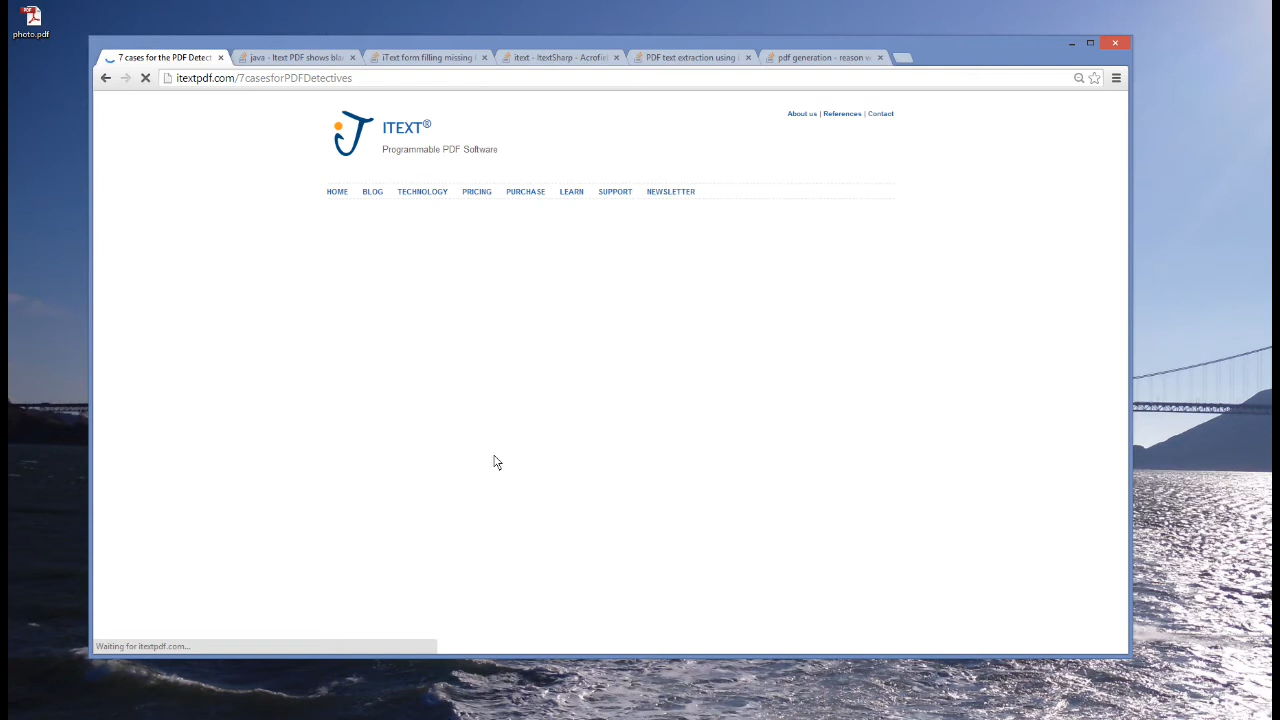 photo.pdf
7 cases for the PDF Detect
java - Itext PDF shows bla
iText form filling missing
itext - ItextSharp - Acrofiel
PDF text extraction using
pdf generation - reason w
itextpdf.com/7casesforPDFDetectives
About us | References | Contact
ITEXT®
Programmable PDF Software
HOME BLOG TECHNOLOGY PRICING PURCHASE LEARN SUPPORT NEWSLETTER
Waiting for itextpdf.com...